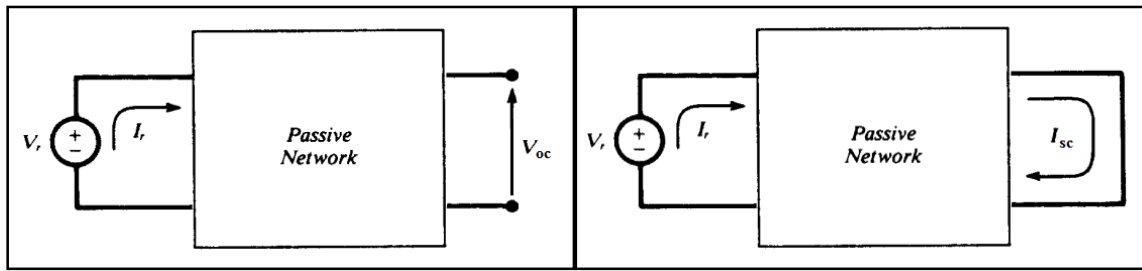 V_r
+
−
I_r
Passive
Network
V_oc
V_r
+
−
I_r
Passive
Network
I_sc